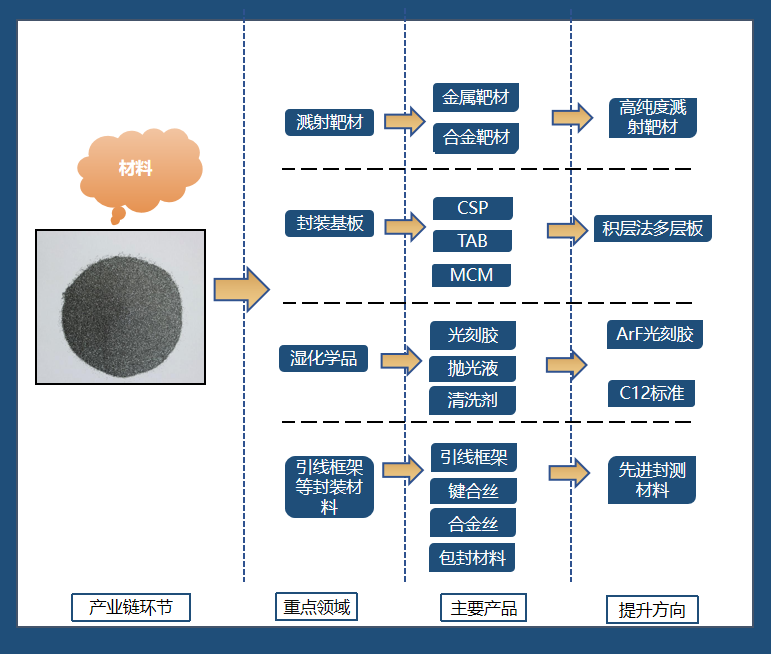 材料
溅射靶材
金属靶材
合金靶材
高纯度溅
射靶材
封装基板
CSP
TAB
MCM
积层法多层板
湿化学品
光刻胶
抛光液
清洗剂
ArF光刻胶
C12标准
引线框架
等封装材
料
引线框架
键合丝
合金丝
包封材料
先进封测
材料
产业链环节
重点领域
主要产品
提升方向